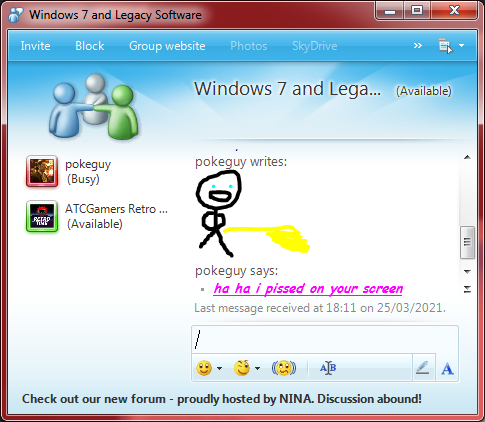 Windows 7 and Legacy Software
Invite Block Group website Photos SkyDrive »
Windows 7 and Lega... (Available)
pokeguy
(Busy)
ATCGamers Retro ...
(Available)
pokeguy writes:
pokeguy says:
ha ha i pissed on your screen
Last message received at 18:11 on 25/03/2021.
/
AB A
Check out our new forum - proudly hosted by NINA. Discussion abound!